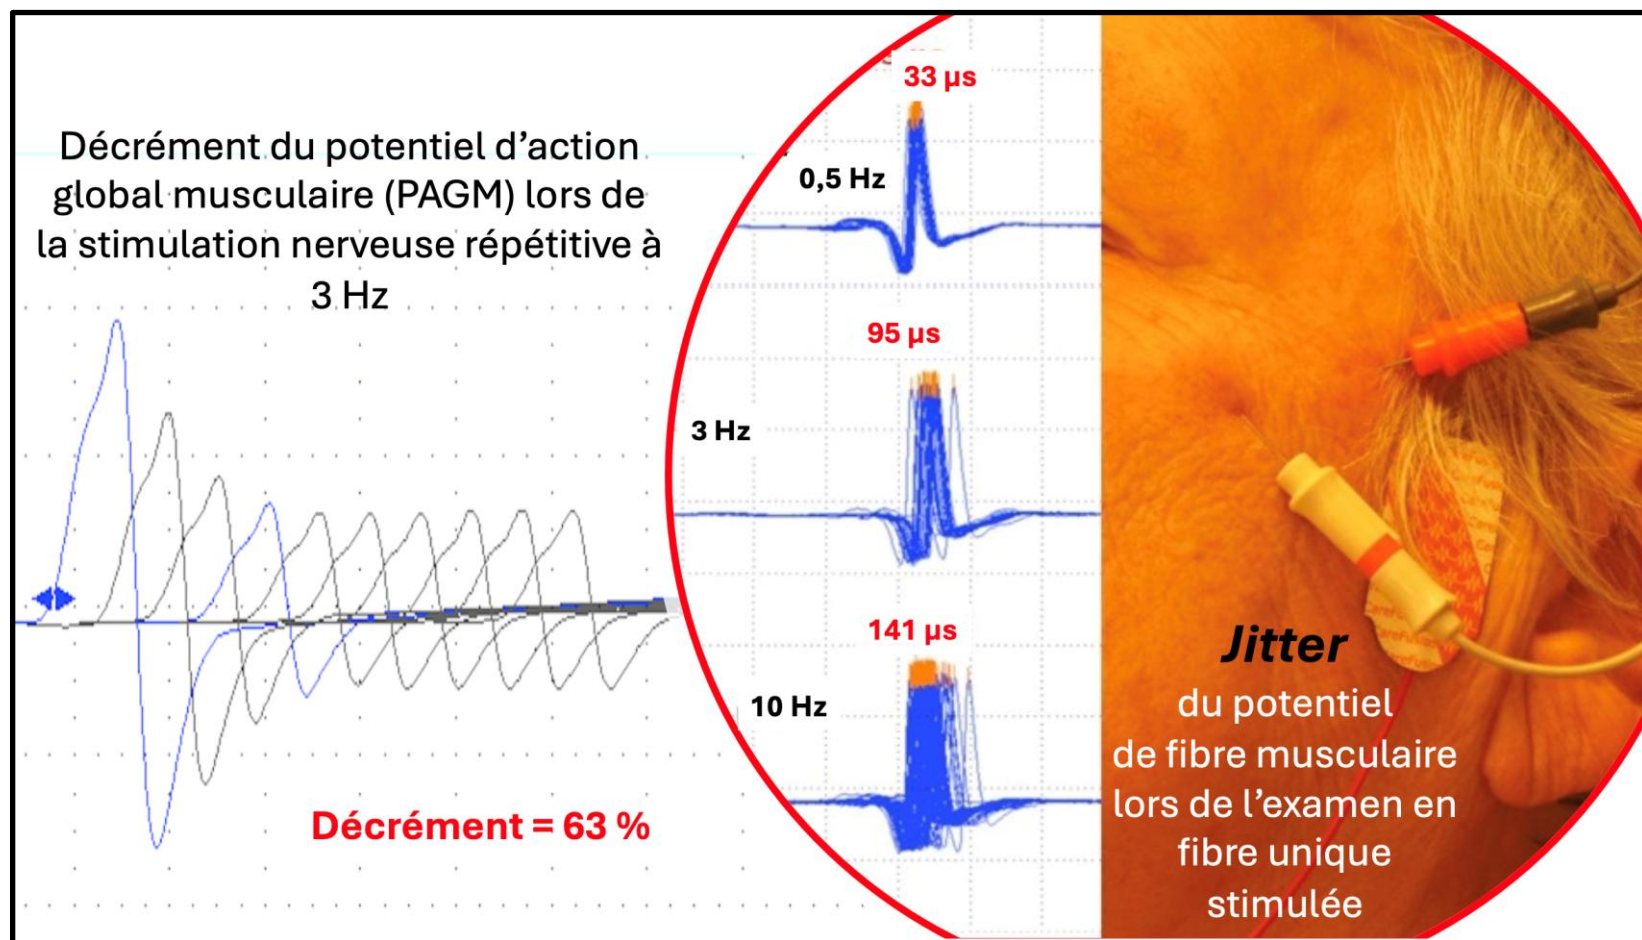 Décrément du potentiel d’action
global musculaire (PAGM) lors de
la stimulation nerveuse répétitive à
3 Hz
Décrément = 63 %
33 µs
0,5 Hz
95 µs
3 Hz
141 µs
10 Hz
Jitter
du potentiel
de fibre musculaire
lors de l’examen en
fibre unique
stimulée